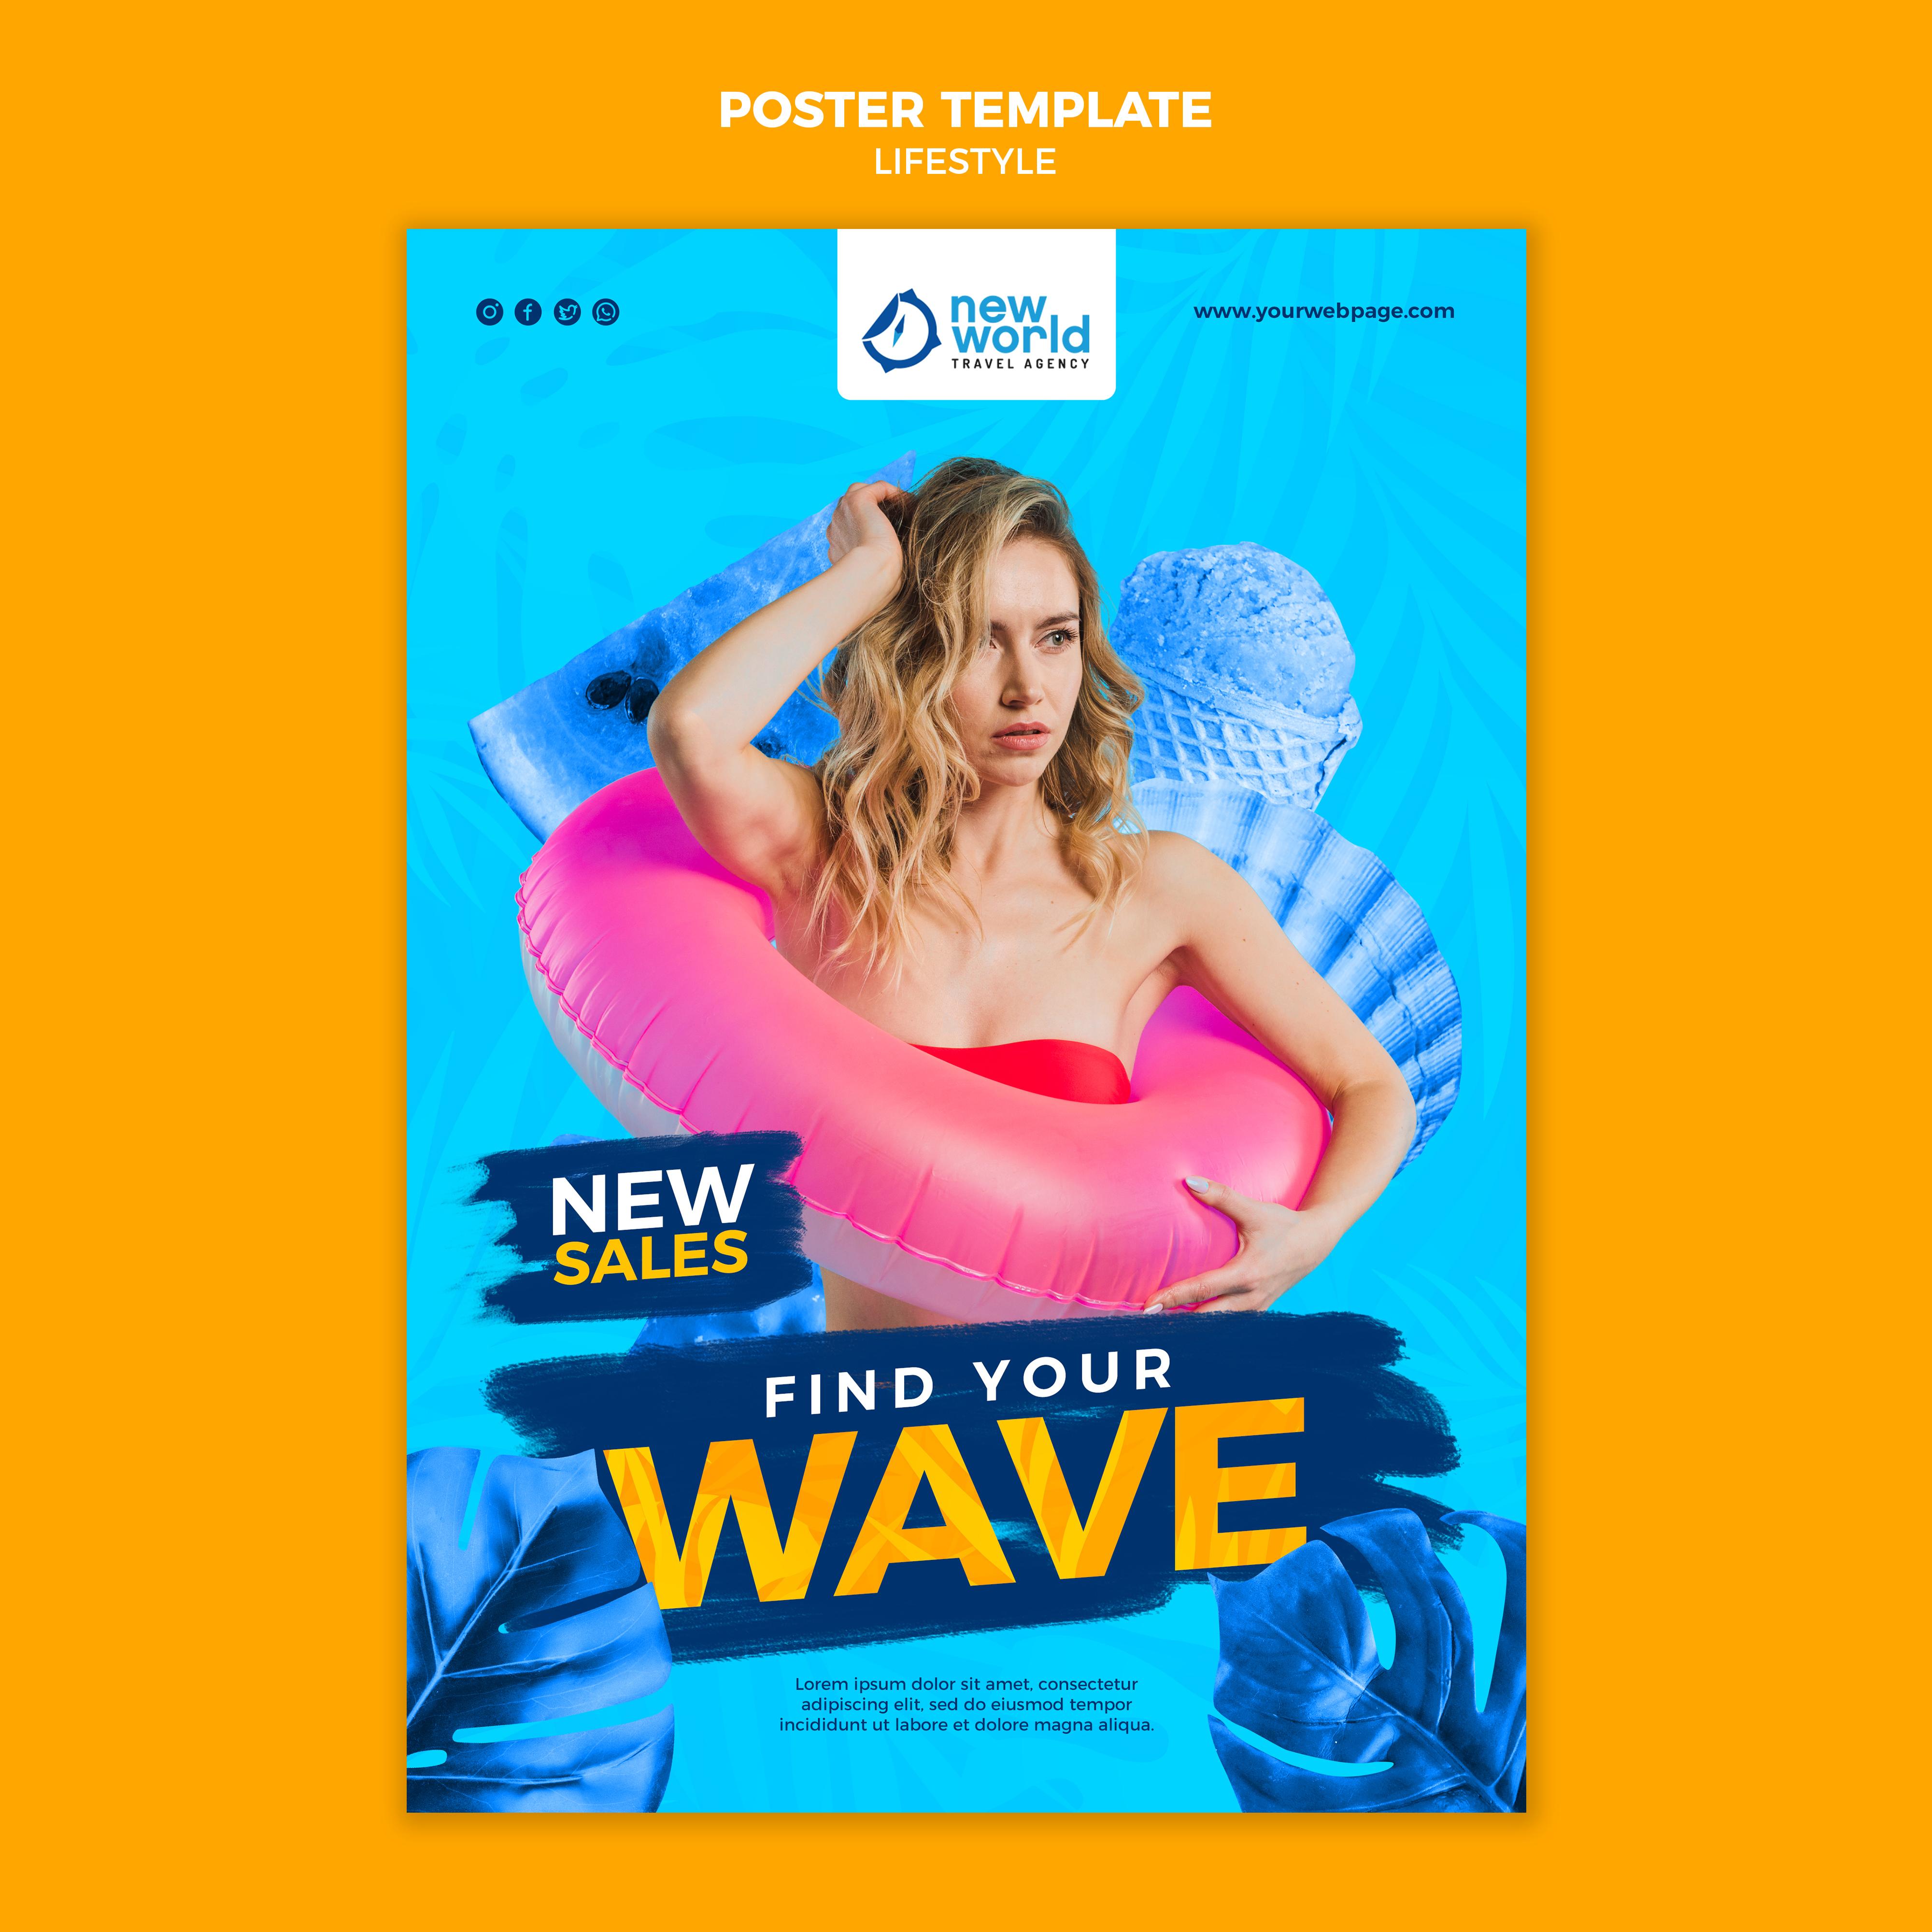 POSTER TEMPLATE
LIFESTYLE
new
world
TRAVEL AGENCY
www.yourwebpage.com
NEW
SALES
FIND YOUR
WAVE
Lorem ipsum dolor sit amet, consectetur
adipiscing elit, sed do eiusmod tempor
incididunt ut labore et dolore magna aliqua.